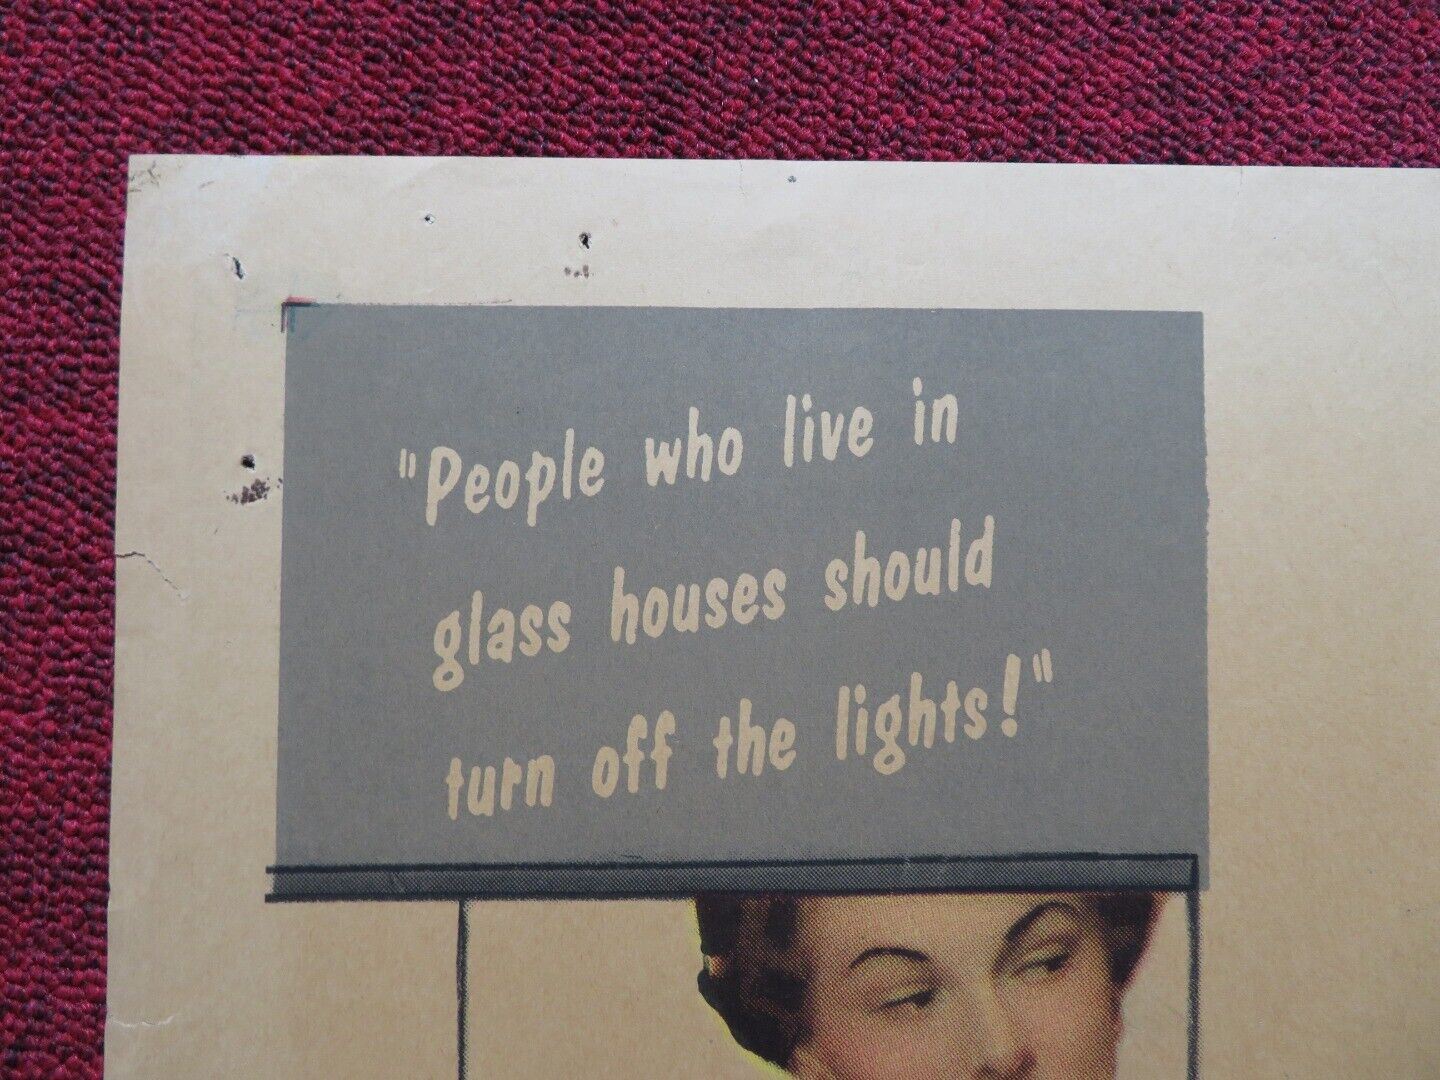 "People who live in
glass houses should
turn off the lights!"